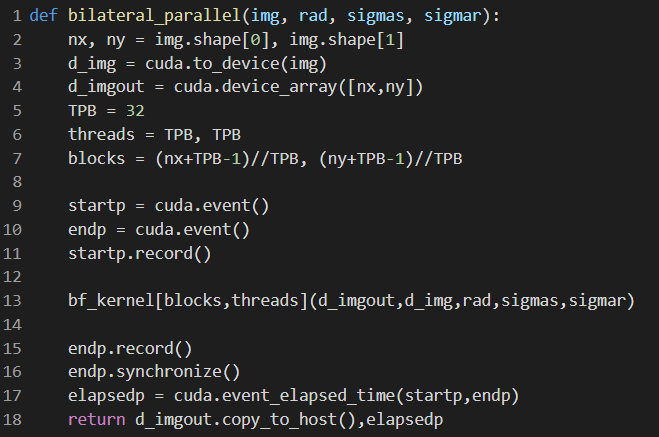 1 def bilateral_parallel(img, rad, sigmas, sigmar):
2     nx, ny = img.shape[0], img.shape[1]
3     d_img = cuda.to_device(img)
4     d_imgout = cuda.device_array([nx,ny])
5     TPB = 32
6     threads = TPB, TPB
7     blocks = (nx+TPB-1)//TPB, (ny+TPB-1)//TPB
8
9     startp = cuda.event()
10     endp = cuda.event()
11     startp.record()
12
13     bf_kernel[blocks,threads](d_imgout,d_img,rad,sigmas,sigmar)
14
15     endp.record()
16     endp.synchronize()
17     elapsedp = cuda.event_elapsed_time(startp,endp)
18     return d_imgout.copy_to_host(),elapsedp